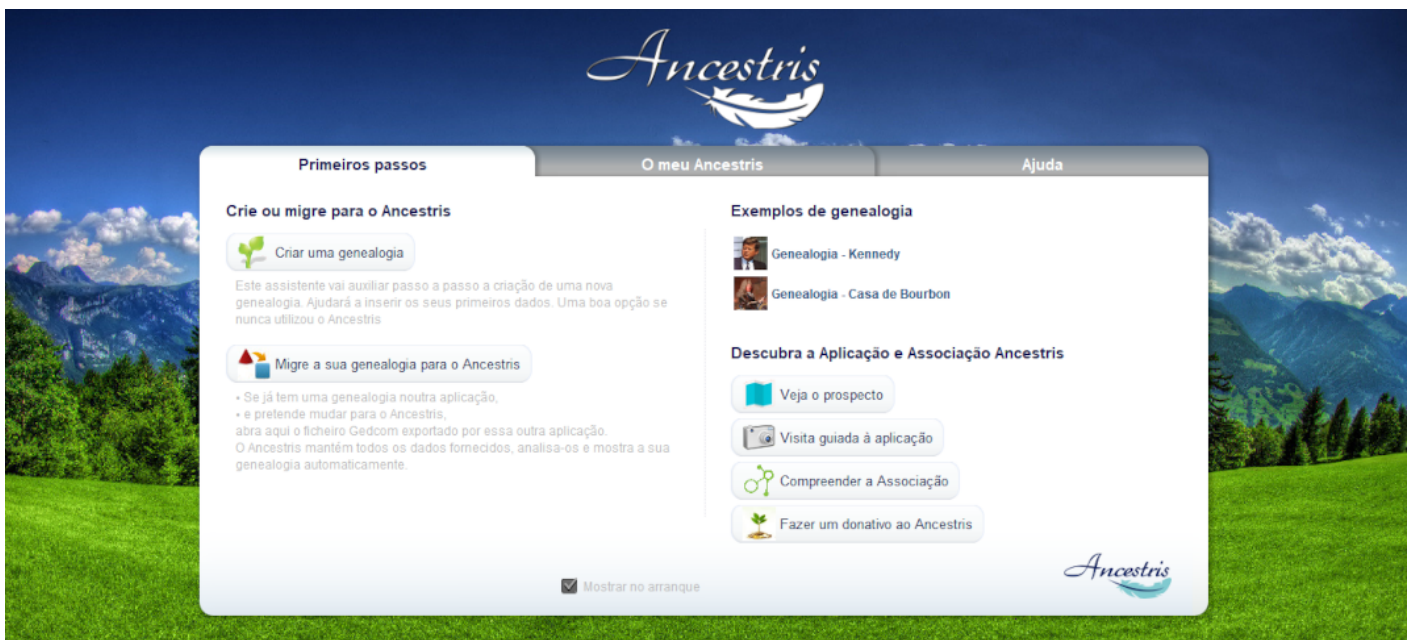 Ancestris
Primeiros passos
O meu Ancestris
Ajuda
Crie ou migre para o Ancestris
Criar uma genealogia
Este assistente vai auxiliar passo a passo a criação de uma nova
genealogia. Ajudará a inserir os seus primeiros dados. Uma boa opção se
nunca utilizou o Ancestris
Migre a sua genealogia para o Ancestris
• Se já tem uma genealogia noutra aplicação,
• e pretende mudar para o Ancestris,
abra aqui o ficheiro Gedcom exportado por essa outra aplicação.
O Ancestris mantém todos os dados fornecidos, analisa-os e mostra a sua
genealogia automaticamente.
Exemplos de genealogia
Genealogia - Kennedy
Genealogia - Casa de Bourbon
Descubra a Aplicação e Associação Ancestris
Veja o prospecto
Visita guiada á aplicação
Compreender a Associação
Fazer um donativo ao Ancestris
Ancestris
Mostrar no arranque